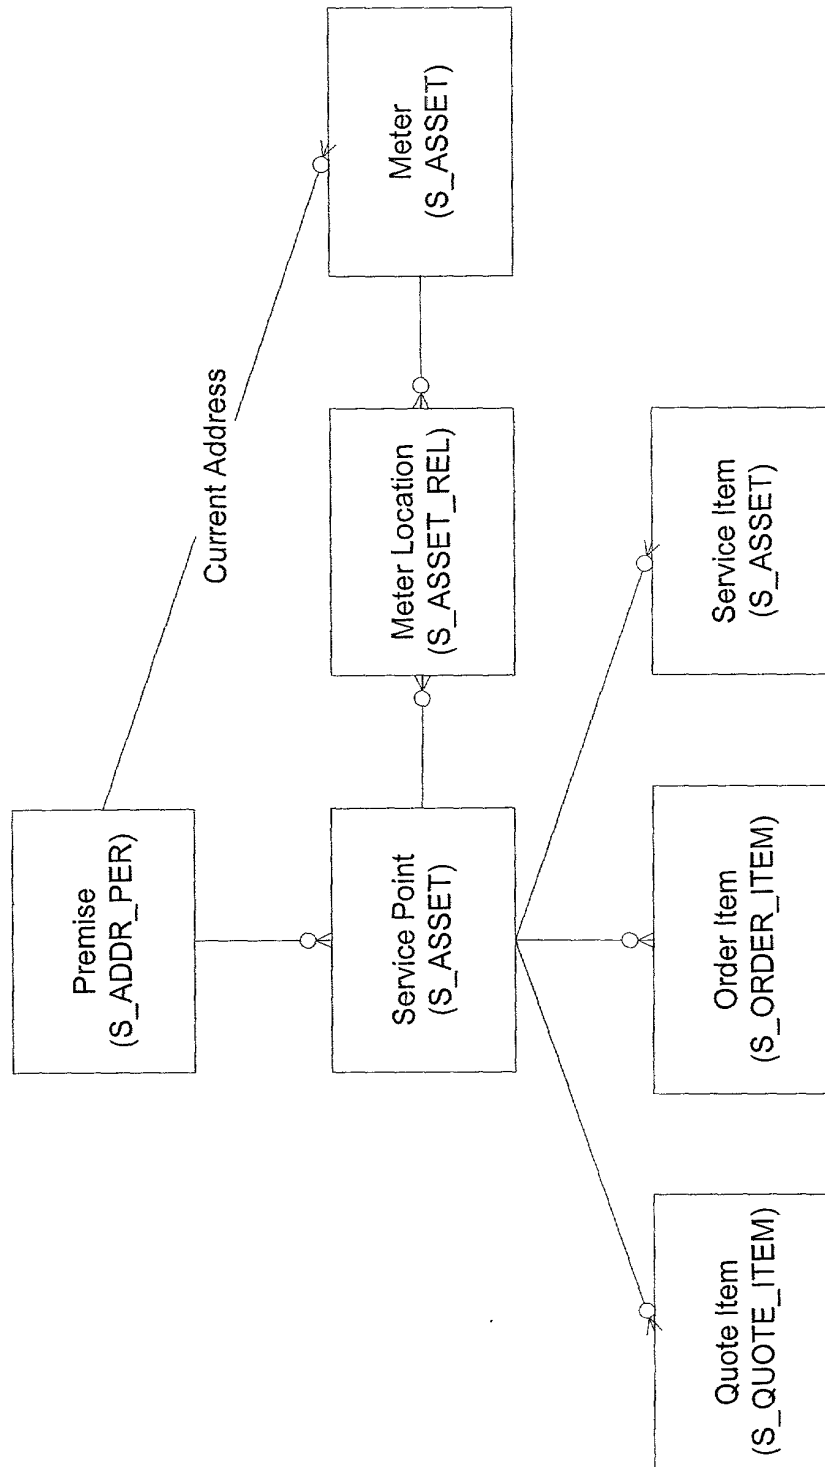 Premise
(S_ADDR_PER)
Current Address
Service Point
(S_ASSET)
Meter Location
(S_ASSET_REL)
Meter
(S_ASSET)
Quote Item
(S_QUOTE_ITEM)
Order Item
(S_ORDER_ITEM)
Service Item
(S_ASSET)